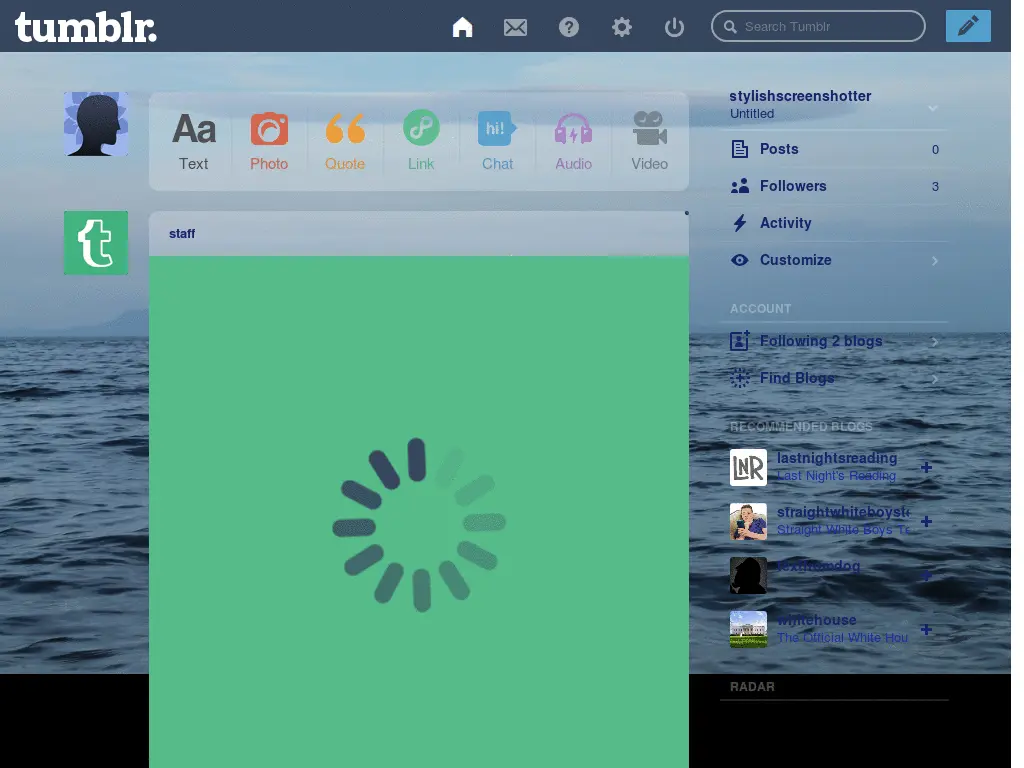 tumblr.
Search Tumblr
Aa
Text
Photo
Quote
Link
hi!
Chat
Audio
Video
staff
stylishscreenshotter
Untitled
Posts 0
Followers 3
Activity
Customize
ACCOUNT
Following 2 blogs
Find Blogs
RECOMMENDED BLOGS
LNR
lastnightsreading
Last Night's Reading
straightwhiteboyste
Straight White Boys Te
whitehouse
The Official White Hou
RADAR